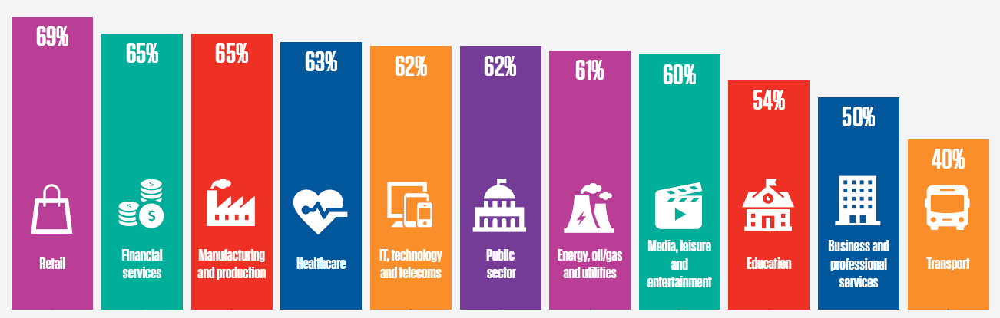 69%
65%
65%
63%
62%
62%
61%
60%
54%
50%
40%
Retail
Financial
services
Manufacturing
and production
Healthcare
IT, technology
and telecoms
Public
sector
Energy, oil/gas
and utilities
Media, leisure
and
entertainment
Education
Business and
professional
services
Transport